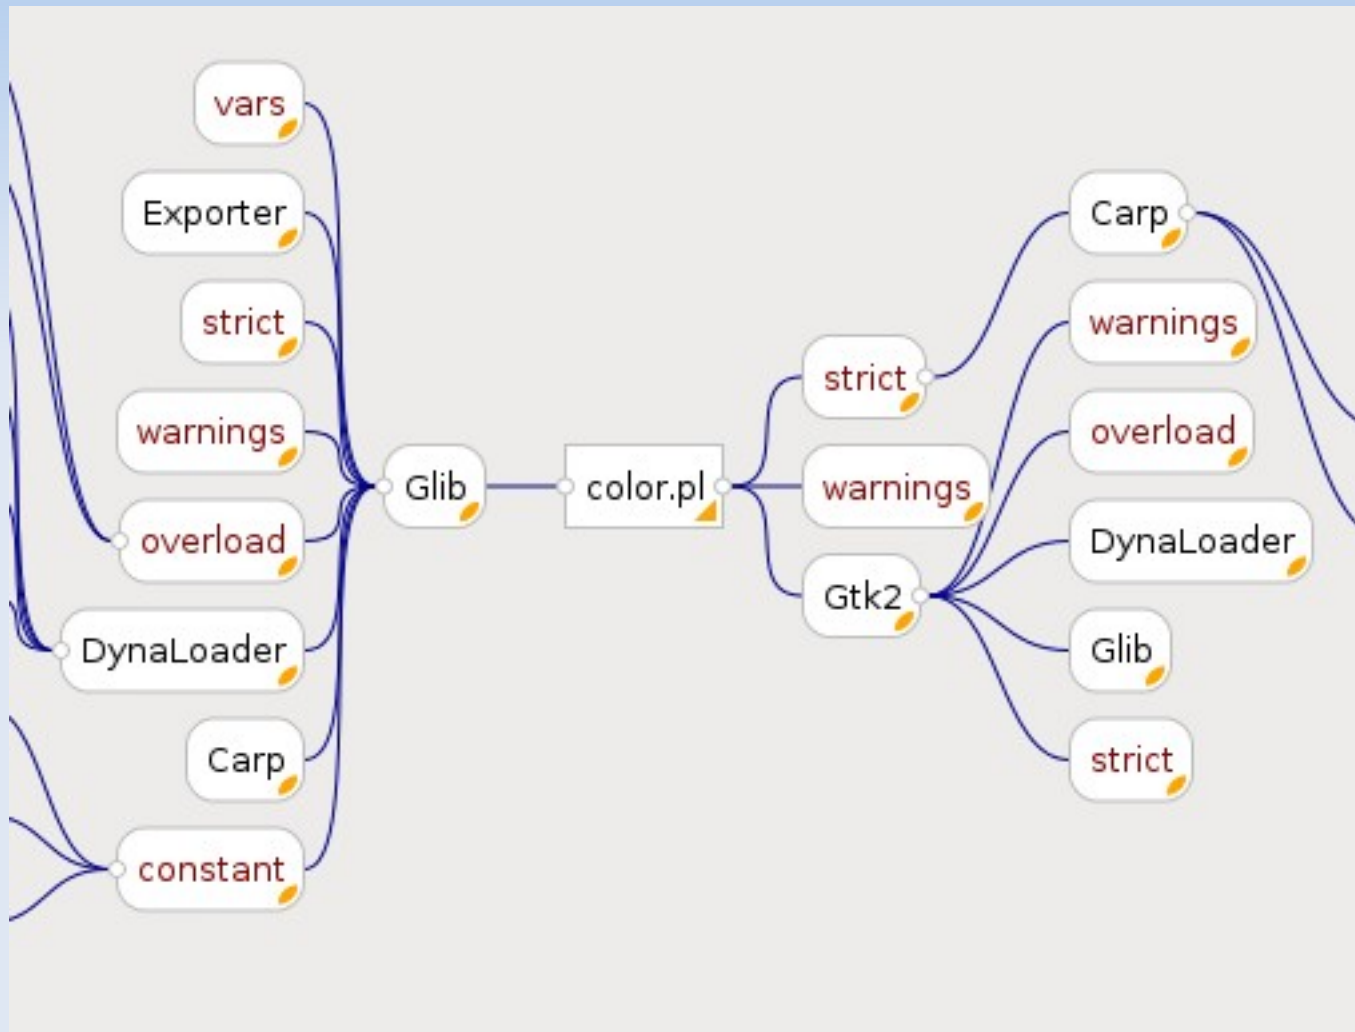 vars
Exporter
strict
warnings
overload
DynaLoader
Carp
constant
Glib
color.pl
strict
warnings
Gtk2
Carp
warnings
overload
DynaLoader
Glib
strict